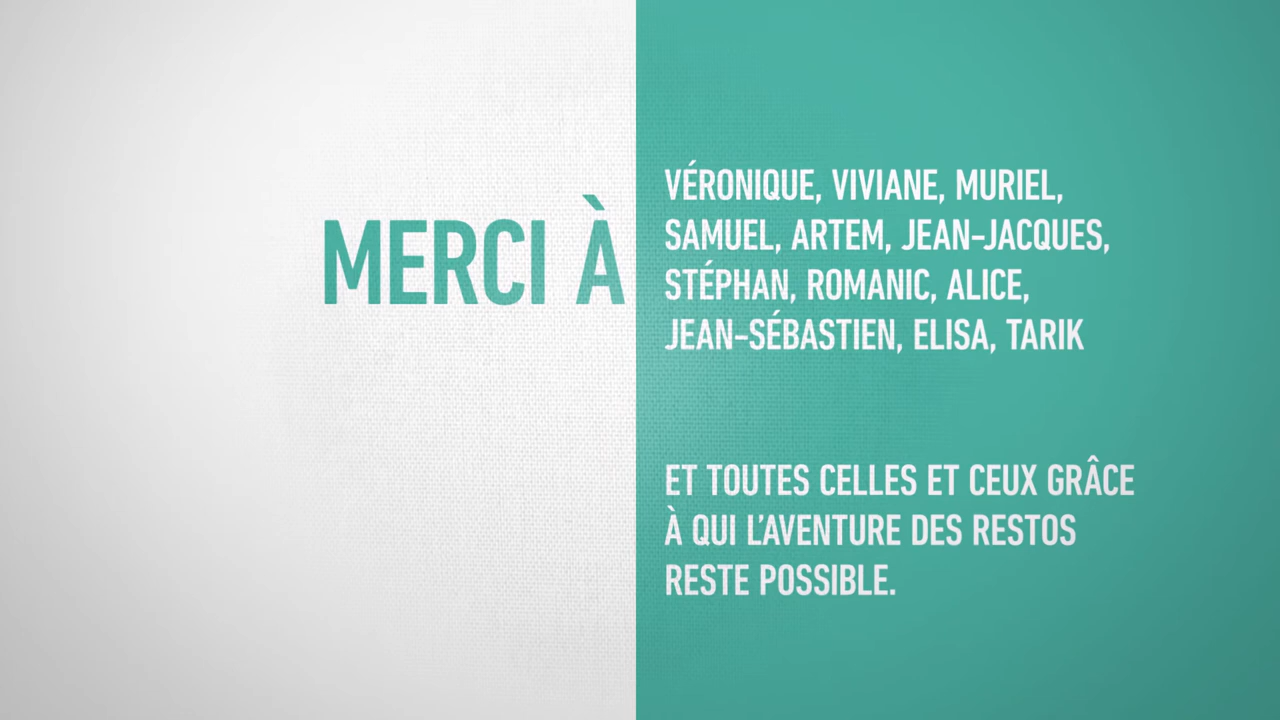 MERCI À
VÉRONIQUE, VIVIANE, MURIEL,
SAMUEL, ARTEM, JEAN-JACQUES,
STÉPHAN, ROMANIC, ALICE,
JEAN-SÉBASTIEN, ELISA, TARIK
ET TOUTES CELLES ET CEUX GRÂCE
À QUI L'AVENTURE DES RESTOS
RESTE POSSIBLE.